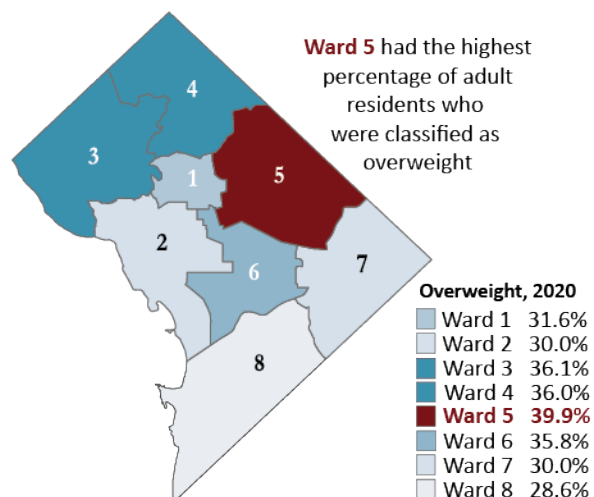 Ward 5 had the highest
percentage of adult
residents who
were classified as
overweight
4
3
1
5
2
6
7
8
Overweight, 2020
Ward 1 31.6%
Ward 2 30.0%
Ward 3 36.1%
Ward 4 36.0%
Ward 5 39.9%
Ward 6 35.8%
Ward 7 30.0%
Ward 8 28.6%